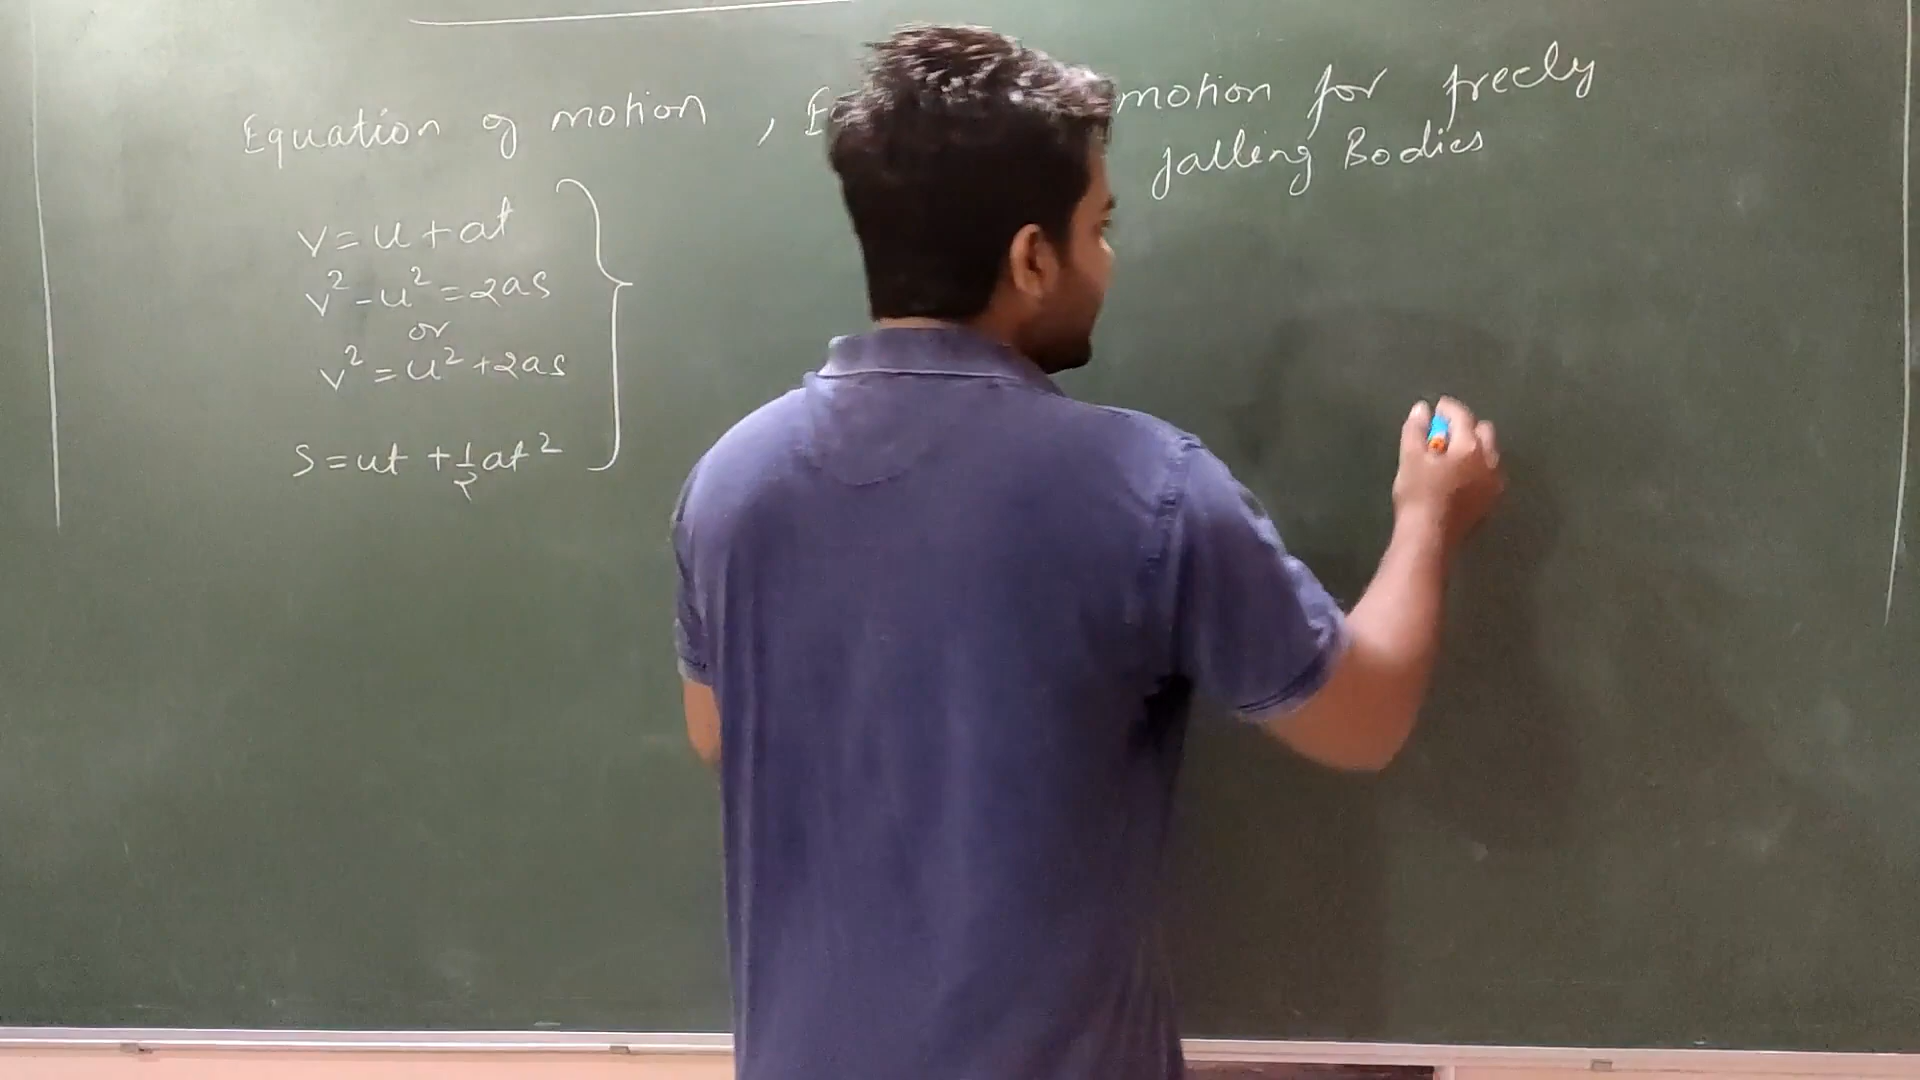 Equation of motion , E motion for freely
falling Bodies
v = u + at
v² - u² = 2as
or
v² = u² + 2as
s = ut + ½at²